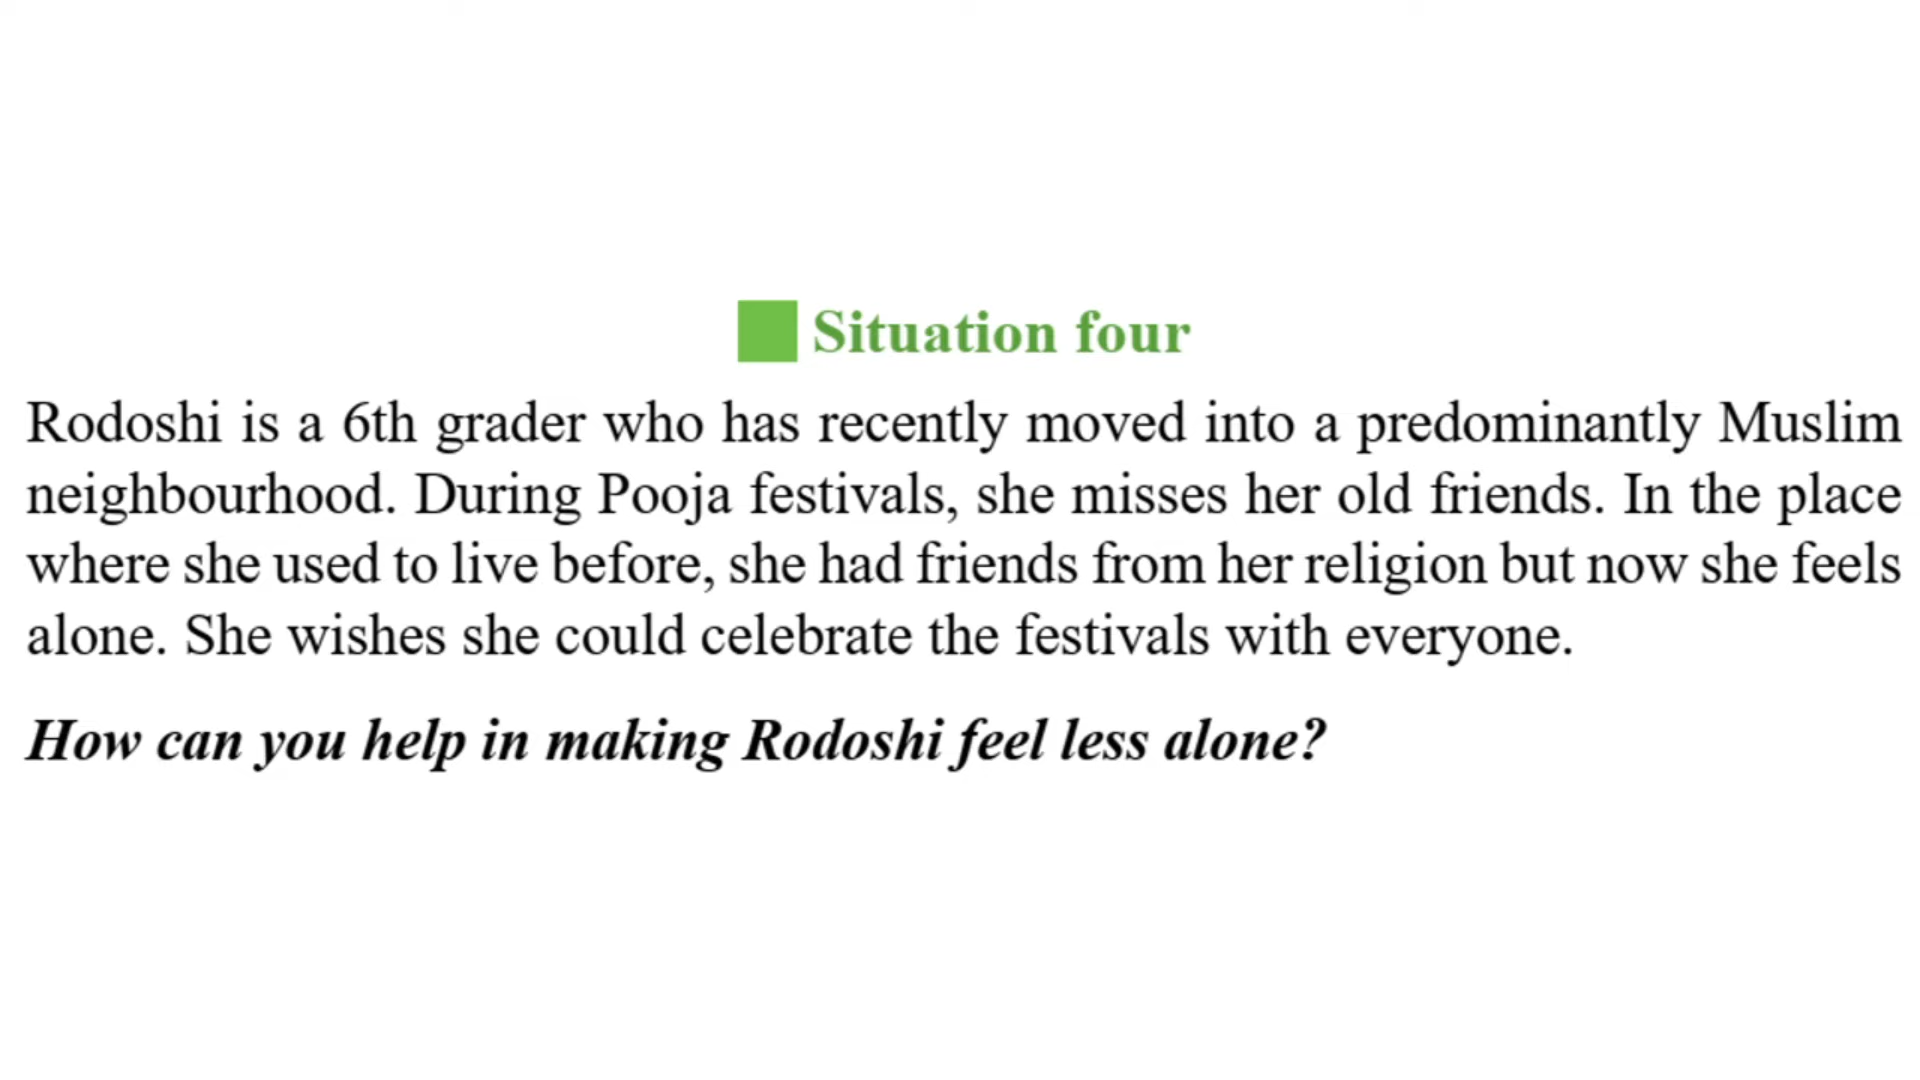 Situation four
Rodoshi is a 6th grader who has recently moved into a predominantly Muslim
neighbourhood. During Pooja festivals, she misses her old friends. In the place
where she used to live before, she had friends from her religion but now she feels
alone. She wishes she could celebrate the festivals with everyone.
How can you help in making Rodoshi feel less alone?